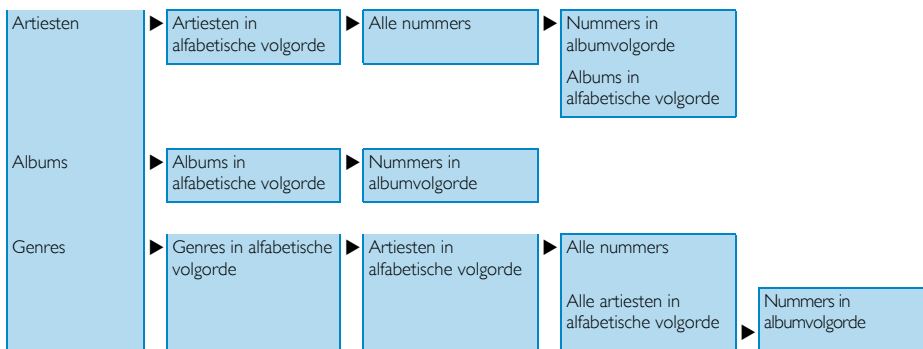 Artiesten
Artiesten in
alfabetische volgorde
Alle nummers
Nummers in
albumvolgorde
Albums in
alfabetische volgorde
Albums
Albums in
alfabetische volgorde
Nummers in
albumvolgorde
Genres
Genres in alfabetische
volgorde
Artiesten in
alfabetische volgorde
Alle nummers
Alle artiesten in
alfabetische volgorde
Nummers in
albumvolgorde